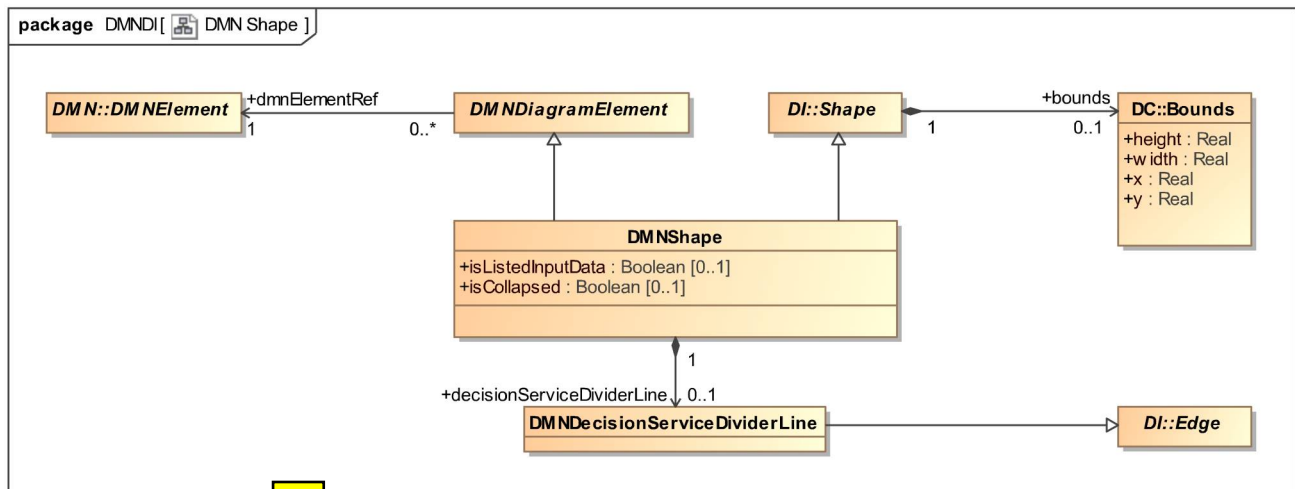 package DMNDI[ DMN Shape ]
DMN::DMNElement
+dmnElementRef
1
0..*
DMNDiagramElement
DI::Shape
1
+bounds
0..1
DC::Bounds
+height : Real
+width : Real
+x : Real
+y : Real
DMNShape
+isListedInputData : Boolean [0..1]
+isCollapsed : Boolean [0..1]
1
+decisionServiceDividerLine
0..1
DMNDecisionServiceDividerLine
DI::Edge